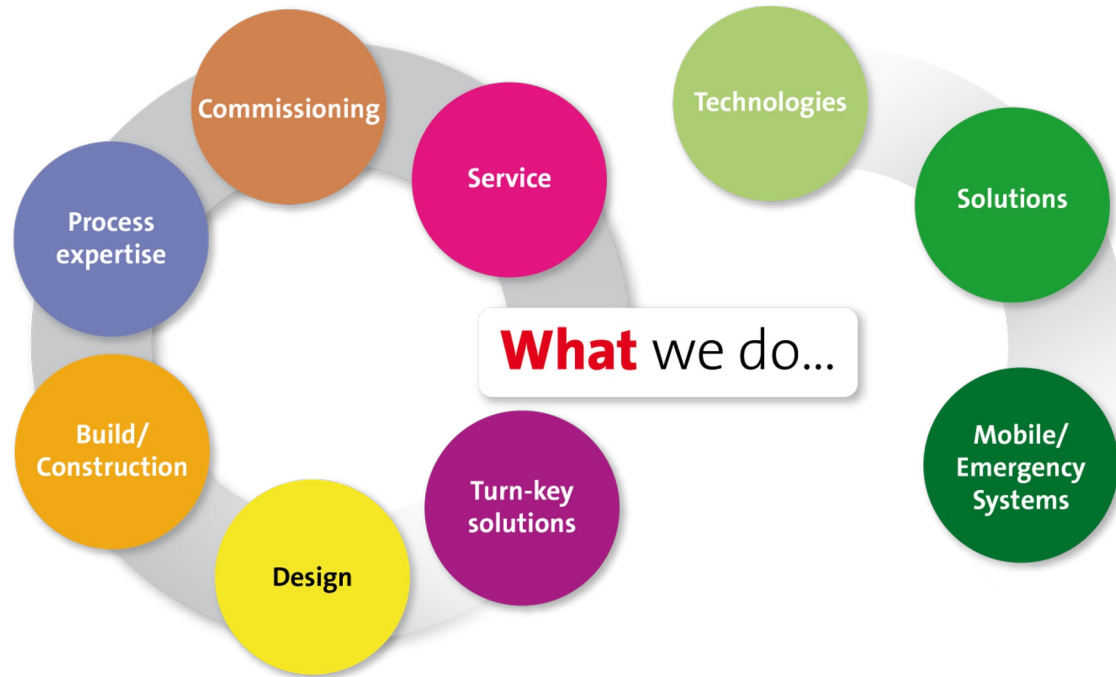 Commissioning
Service
Process
expertise
Build/
Construction
Design
Turn-key
solutions
What we do...
Technologies
Solutions
Mobile/
Emergency
Systems